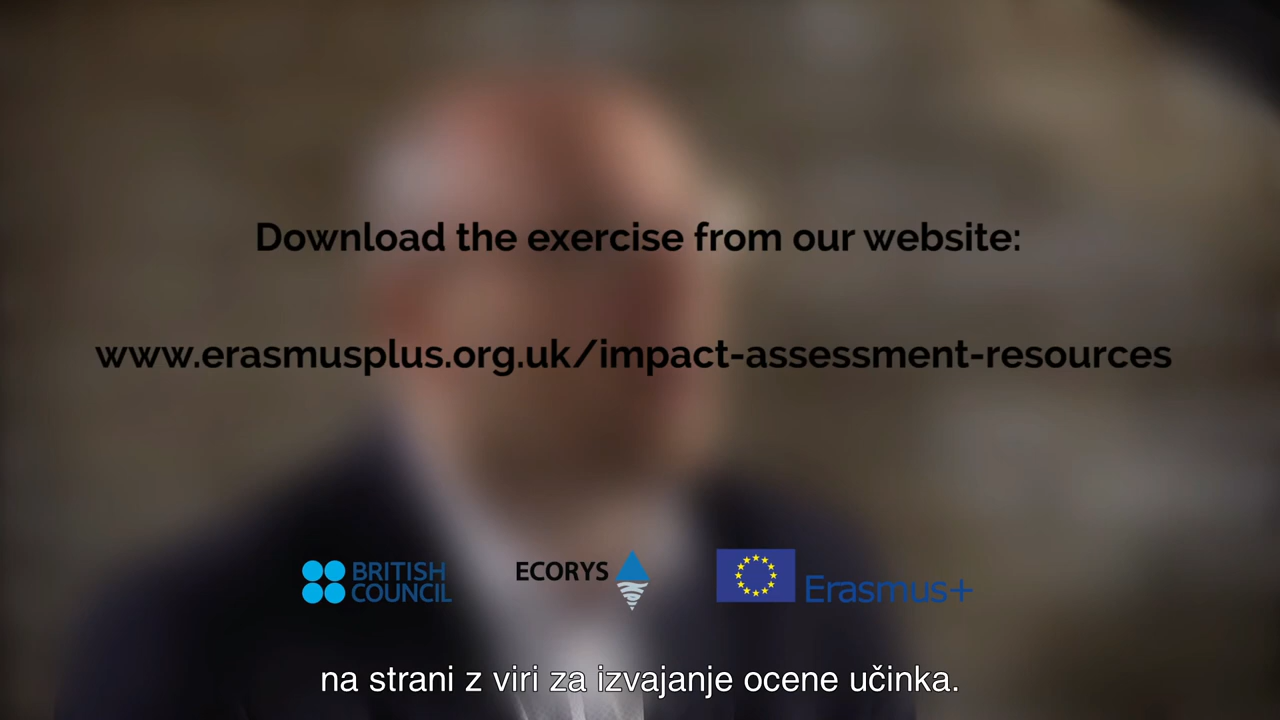 Download the exercise from our website:
www.erasmusplus.org.uk/impact-assessment-resources
BRITISH
COUNCIL
ECORYS
Erasmus+
na strani z viri za izvajanje ocene učinka.